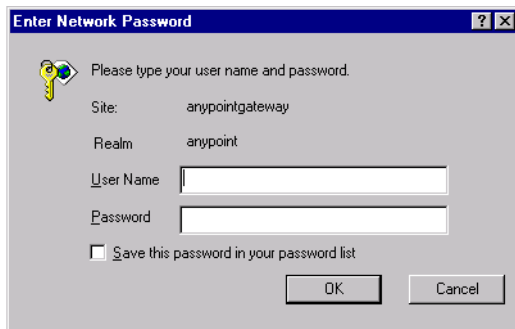 Enter Network Password
Please type your user name and password.
Site: anypointgateway
Realm anypoint
User Name
Password
Save this password in your password list
OK Cancel